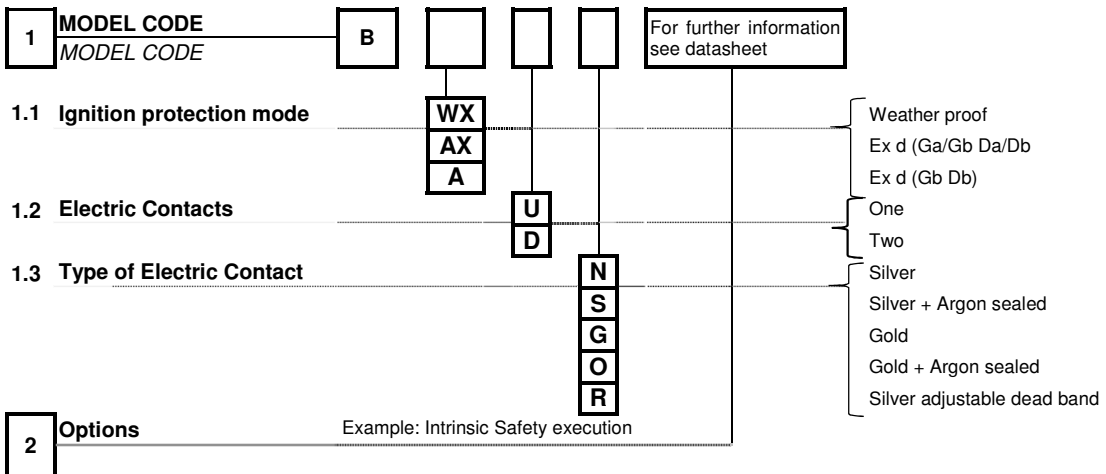 1 MODEL CODE B For further information
MODEL CODE see datasheet
1.1 Ignition protection mode WX Weather proof
AX Ex d (Ga/Gb Da/Db
A Ex d (Gb Db)
1.2 Electric Contacts U One
D Two
1.3 Type of Electric Contact N Silver
S Silver + Argon sealed
G Gold
O Gold + Argon sealed
R Silver adjustable dead band
2 Options Example: Intrinsic Safety execution